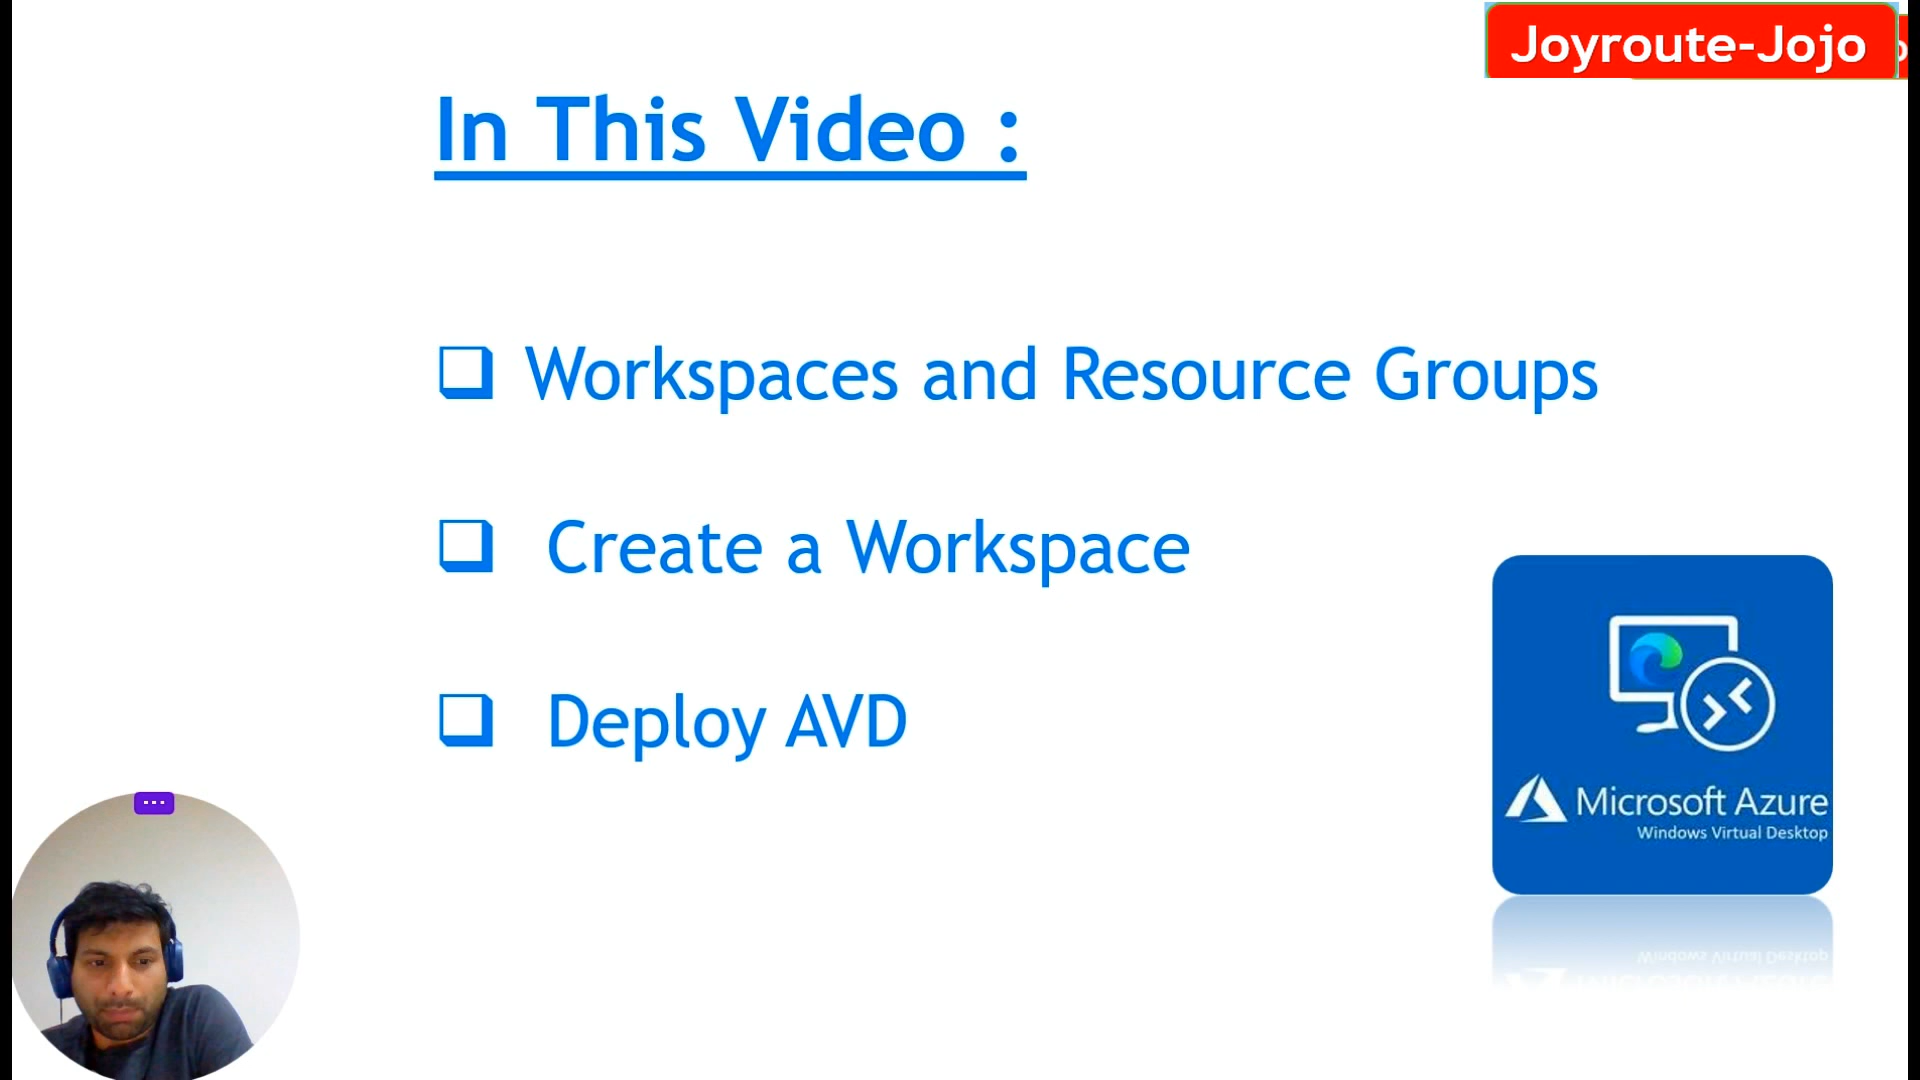 Joyroute-Jojo
In This Video :
Workspaces and Resource Groups
Create a Workspace
Deploy AVD
Microsoft Azure
Windows Virtual Desktop